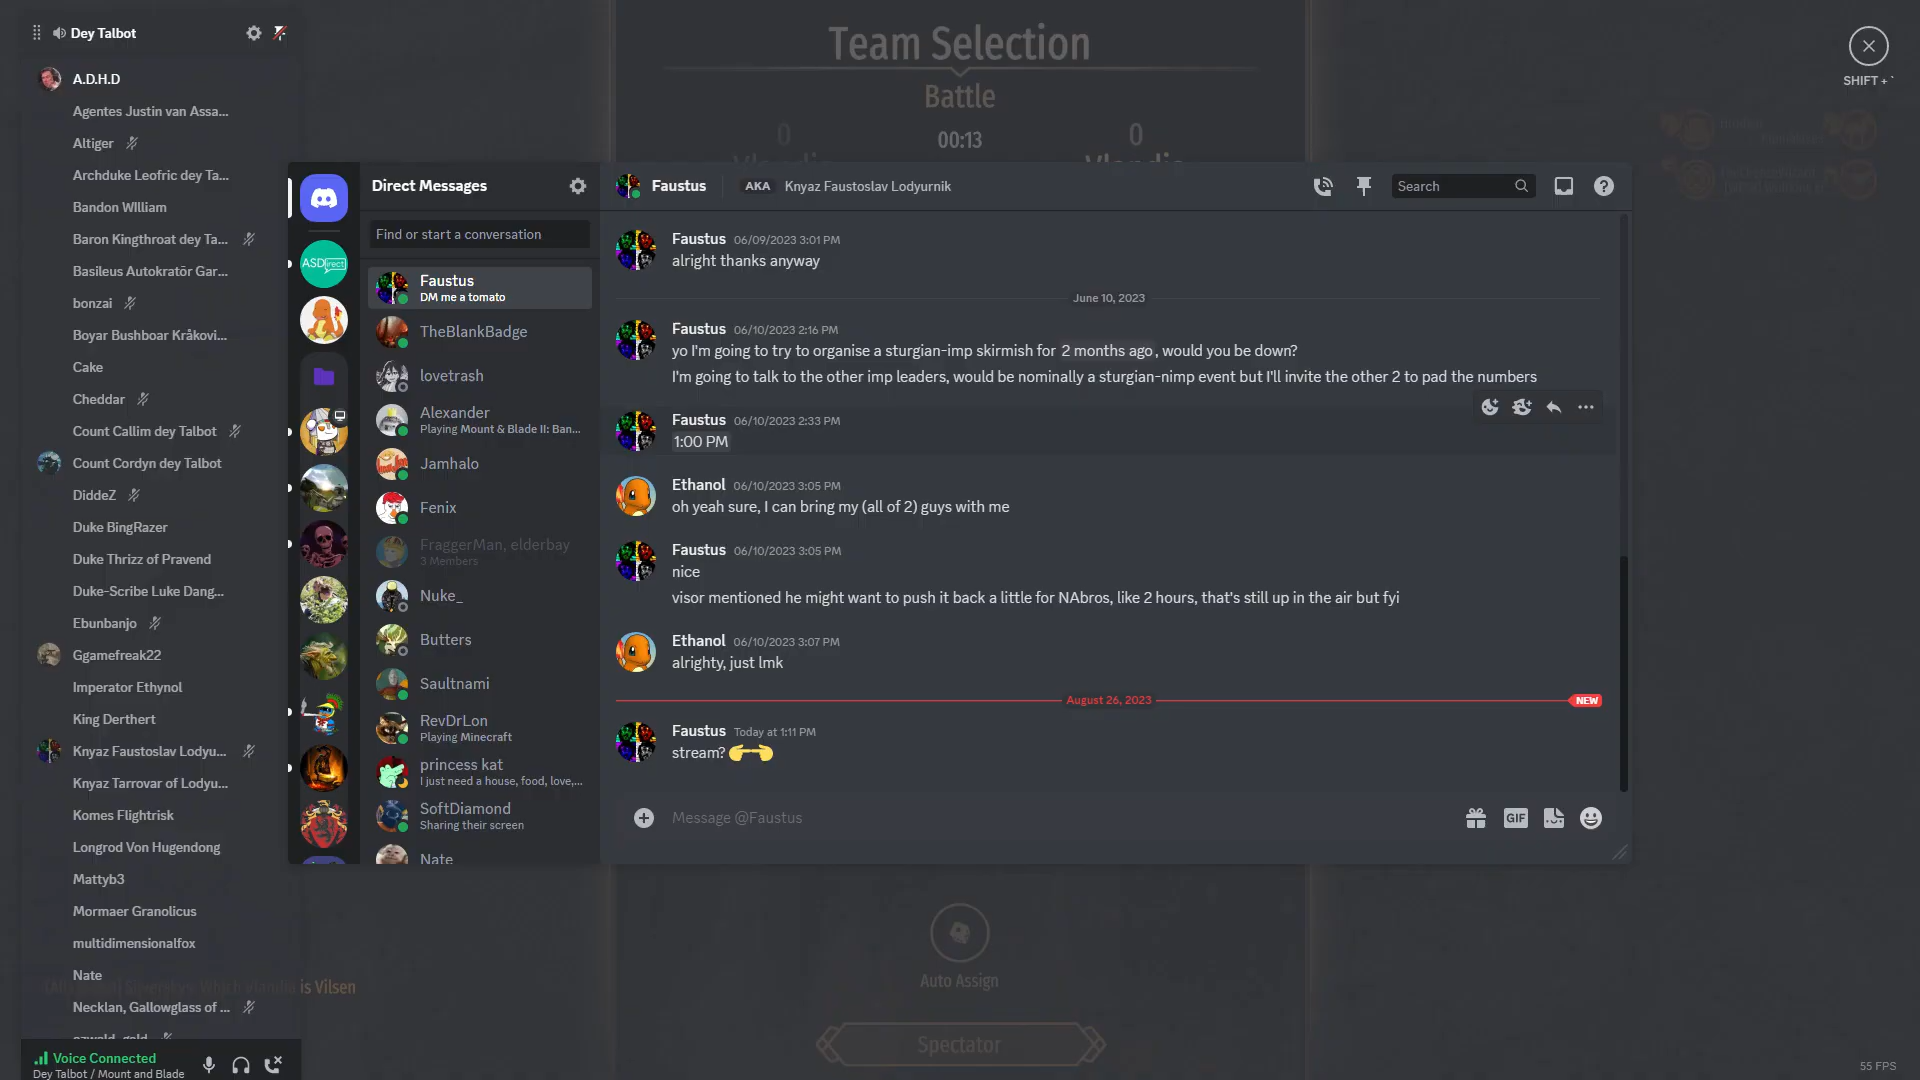 Dey Talbot
A.D.H.D
Agentes Justin van Assa...
Altiger
Archduke Leofric dey Ta...
Bandon WIlliam
Baron Kingthroat dey Ta...
Basileus Autokratōr Gar...
bonzai
Boyar Bushboar Kråkovi...
Cake
Cheddar
Count Callim dey Talbot
Count Cordyn dey Talbot
DiddeZ
Duke BingRazer
Duke Thrizz of Pravend
Duke-Scribe Luke Dang...
Ebunbanjo
Ggamefreak22
Imperator Ethynol
King Derthert
Knyaz Faustoslav Lodyu...
Knyaz Tarrovar of Lodyu...
Komes Flightrisk
Longrod Von Hugendong
Mattyb3
Mormaer Granolicus
multidimensionalfox
Nate
is Vilsen
Necklan, Gallowglass of ...
Voice Connected
Dey Talbot / Mount and Blade
Team Selection
Battle
0
00:13
0
Vlandia
Vlandia
SHIFT + `
Direct Messages
Find or start a conversation
ASDirect
Faustus
DM me a tomato
TheBlankBadge
lovetrash
Alexander
Playing Mount & Blade II: Ban...
Jamhalo
Fenix
FraggerMan, elderbay
3 Members
Nuke_
Butters
Saultnami
RevDrLon
Playing Minecraft
princess kat
I just need a house, food, love,...
SoftDiamond
Sharing their screen
Nate
Faustus AKA Knyaz Faustoslav Lodyurnik
Search
Faustus 06/09/2023 3:01 PM
alright thanks anyway
June 10, 2023
Faustus 06/10/2023 2:16 PM
yo I'm going to try to organise a sturgian-imp skirmish for 2 months ago, would you be down?
I'm going to talk to the other imp leaders, would be nominally a sturgian-nimp event but I'll invite the other 2 to pad the numbers
Faustus 06/10/2023 2:33 PM
1:00 PM
Ethanol 06/10/2023 3:05 PM
oh yeah sure, I can bring my (all of 2) guys with me
Faustus 06/10/2023 3:05 PM
nice
visor mentioned he might want to push it back a little for NAbros, like 2 hours, that's still up in the air but fyi
Ethanol 06/10/2023 3:07 PM
alrighty, just lmk
August 26, 2023
NEW
Faustus Today at 1:11 PM
stream? 👉👈
Message @Faustus
GIF
Auto Assign
Spectator
55 FPS